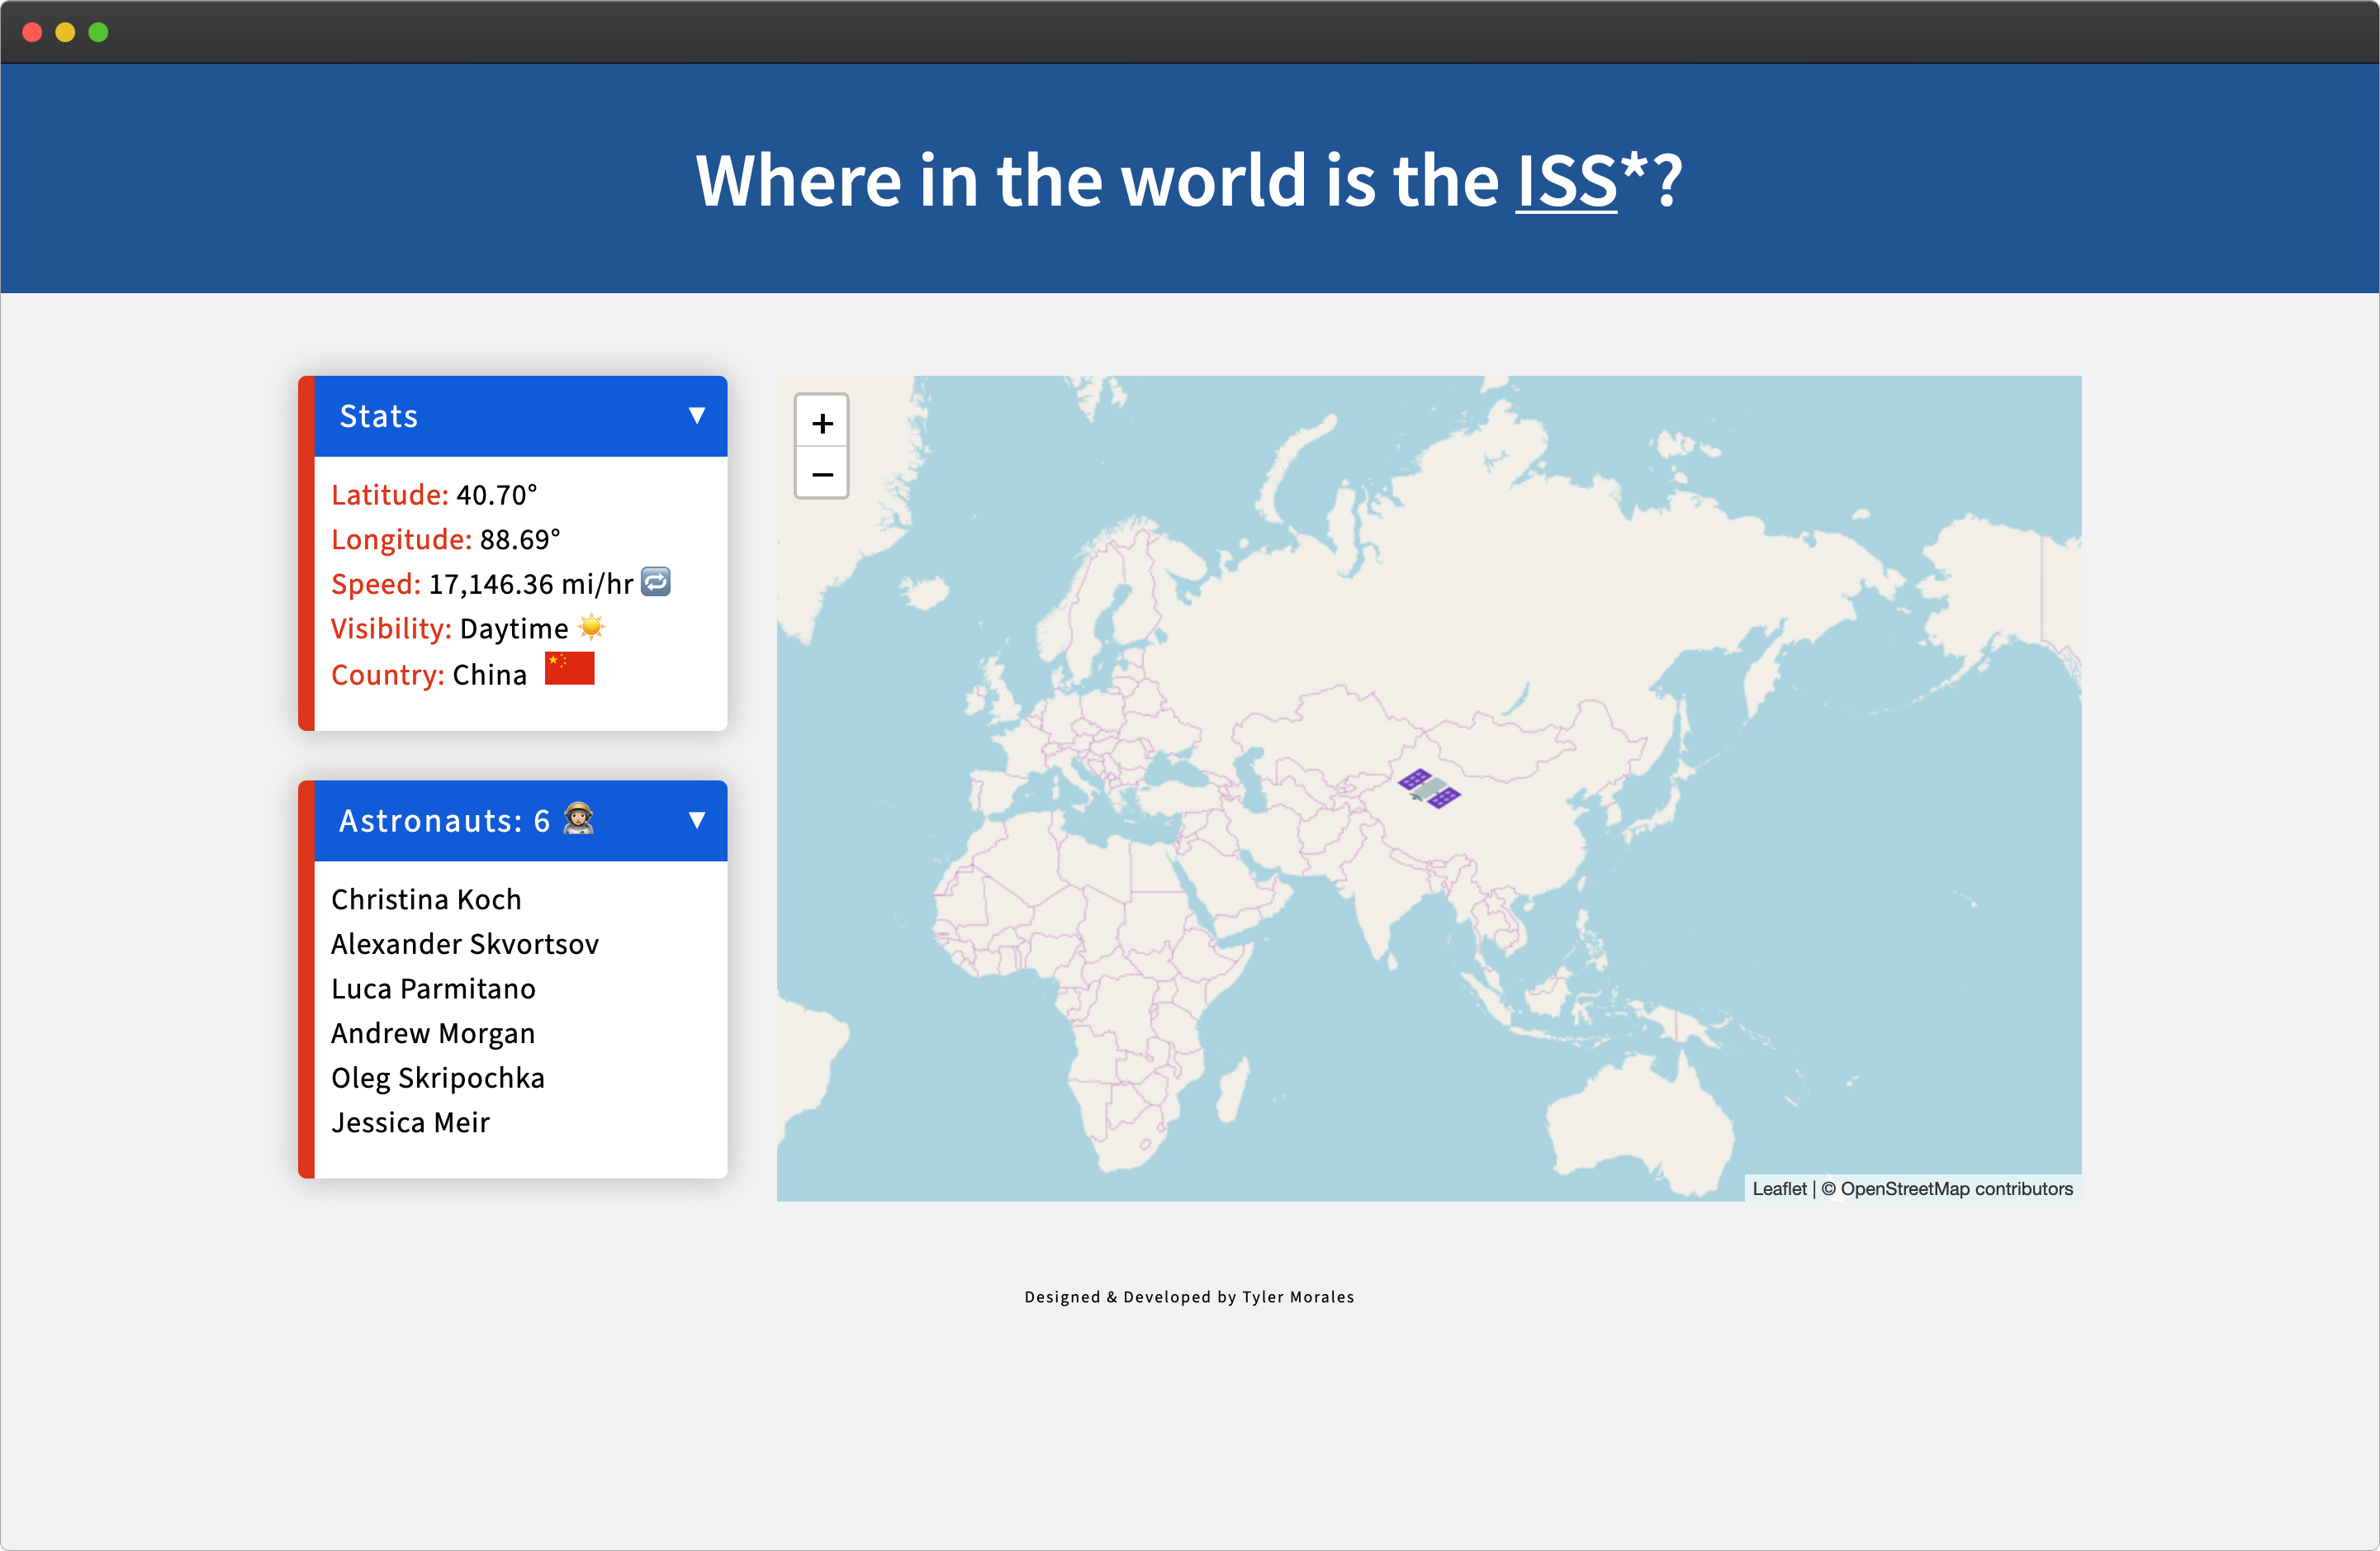 Where in the world is the ISS*?
Stats ▼
Latitude: 40.70°
Longitude: 88.69°
Speed: 17,146.36 mi/hr 🔁
Visibility: Daytime ☀️
Country: China 🇨🇳
Astronauts: 6 👩🏼‍🚀 ▼
Christina Koch
Alexander Skvortsov
Luca Parmitano
Andrew Morgan
Oleg Skripochka
Jessica Meir
+
−
Leaflet | © OpenStreetMap contributors
Designed & Developed by Tyler Morales